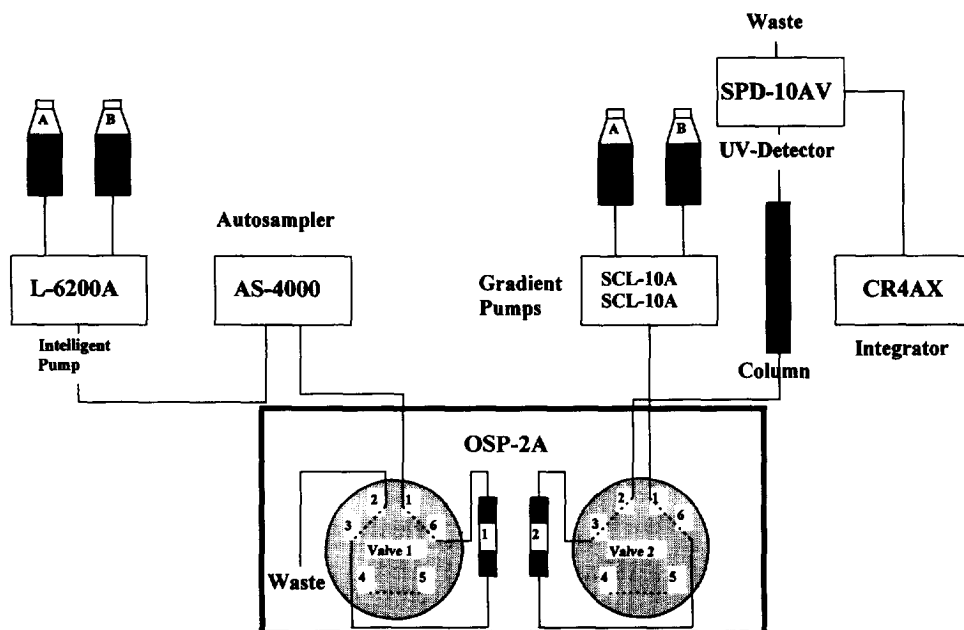 Waste
SPD-10AV
UV-Detector
A
B
A
B
Autosampler
L-6200A
AS-4000
Gradient
Pumps
SCL-10A
SCL-10A
CR4AX
Intelligent
Pump
Integrator
Column
OSP-2A
2
1
3
6
Valve 1
4
5
1
2
2
1
3
6
Valve 2
4
5
Waste